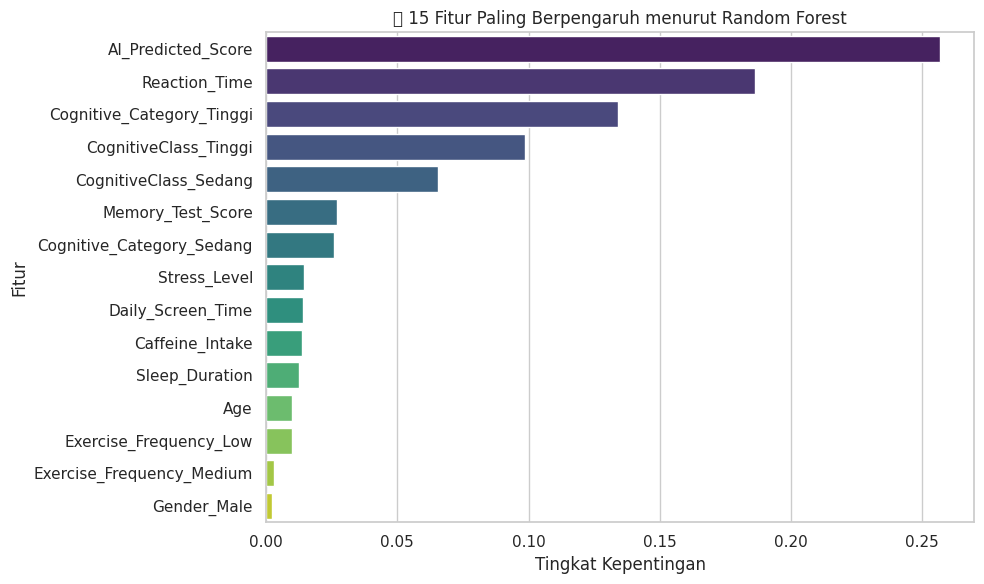 ▯ 15 Fitur Paling Berpengaruh menurut Random Forest
AI_Predicted_Score
Reaction_Time
Cognitive_Category_Tinggi
CognitiveClass_Tinggi
CognitiveClass_Sedang
Memory_Test_Score
Cognitive_Category_Sedang
Stress_Level
Daily_Screen_Time
Caffeine_Intake
Sleep_Duration
Age
Exercise_Frequency_Low
Exercise_Frequency_Medium
Gender_Male
Fitur
0.00 0.05 0.10 0.15 0.20 0.25
Tingkat Kepentingan